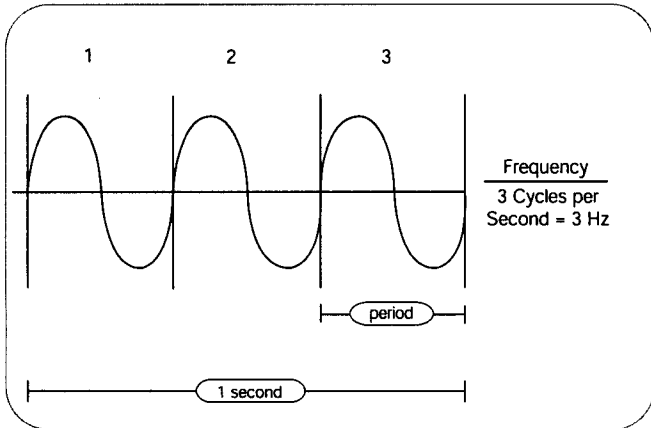 1 2 3
Frequency
3 Cycles per
Second = 3 Hz
period
1 second